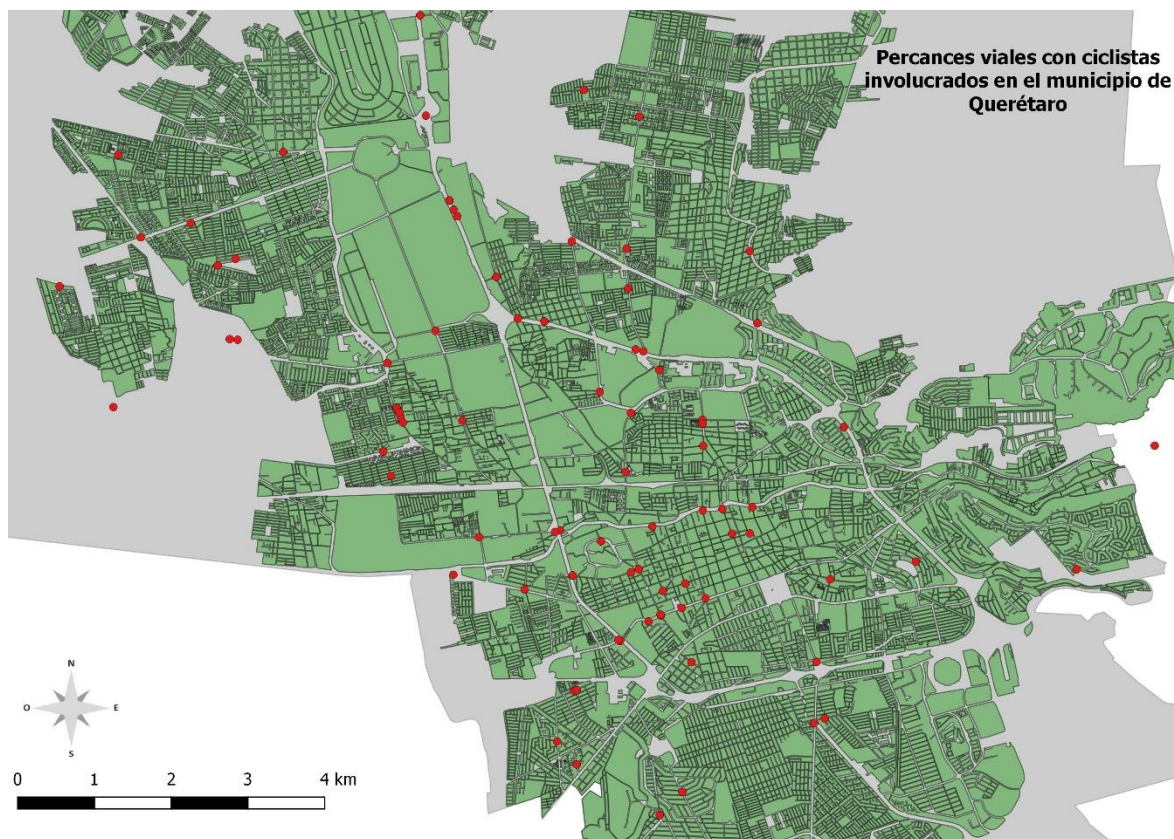 Percances viales con ciclistas
involucrados en el municipio de
Querétaro
N
O E
S
0 1 2 3 4 km